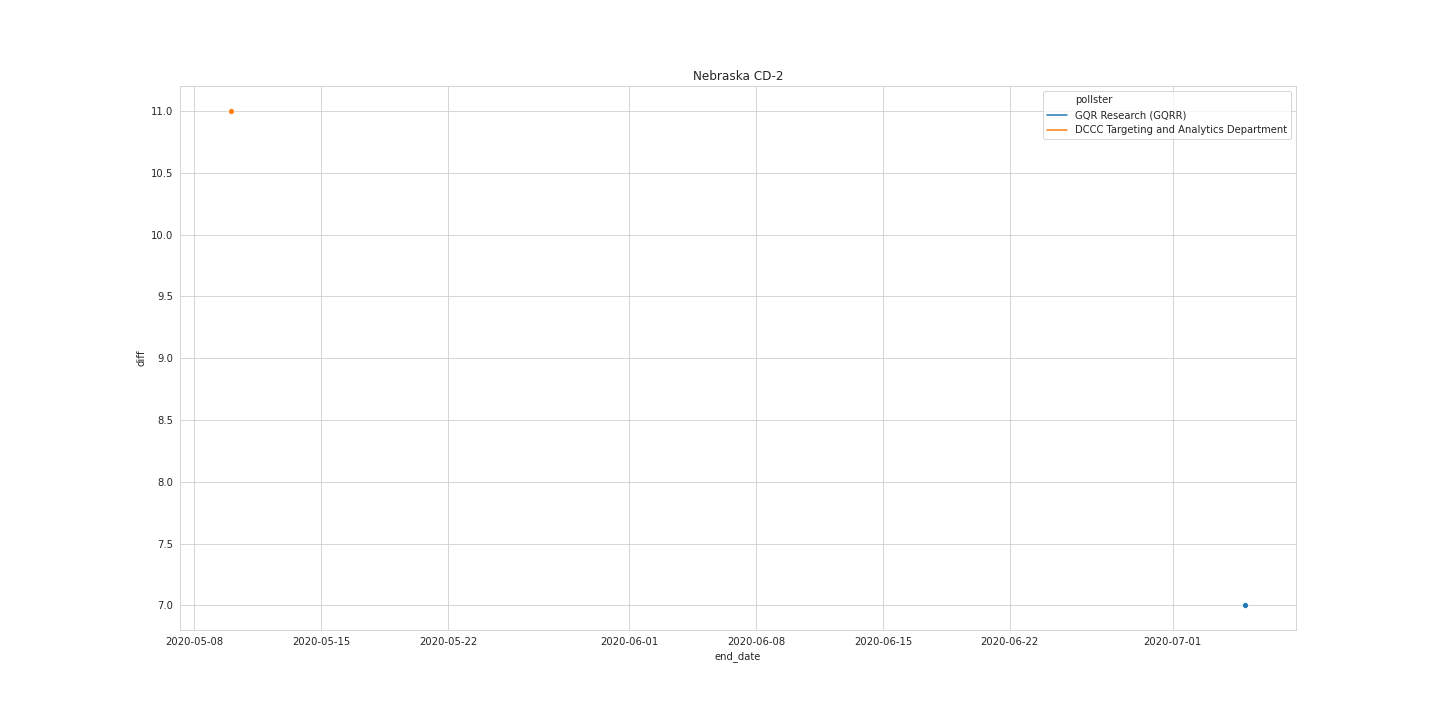 Nebraska CD-2
pollster
GQR Research (GQRR)
DCCC Targeting and Analytics Department
11.0
10.5
10.0
9.5
9.0
8.5
8.0
7.5
7.0
diff
2020-05-08 2020-05-15 2020-05-22 2020-06-01 2020-06-08 2020-06-15 2020-06-22 2020-07-01
end_date